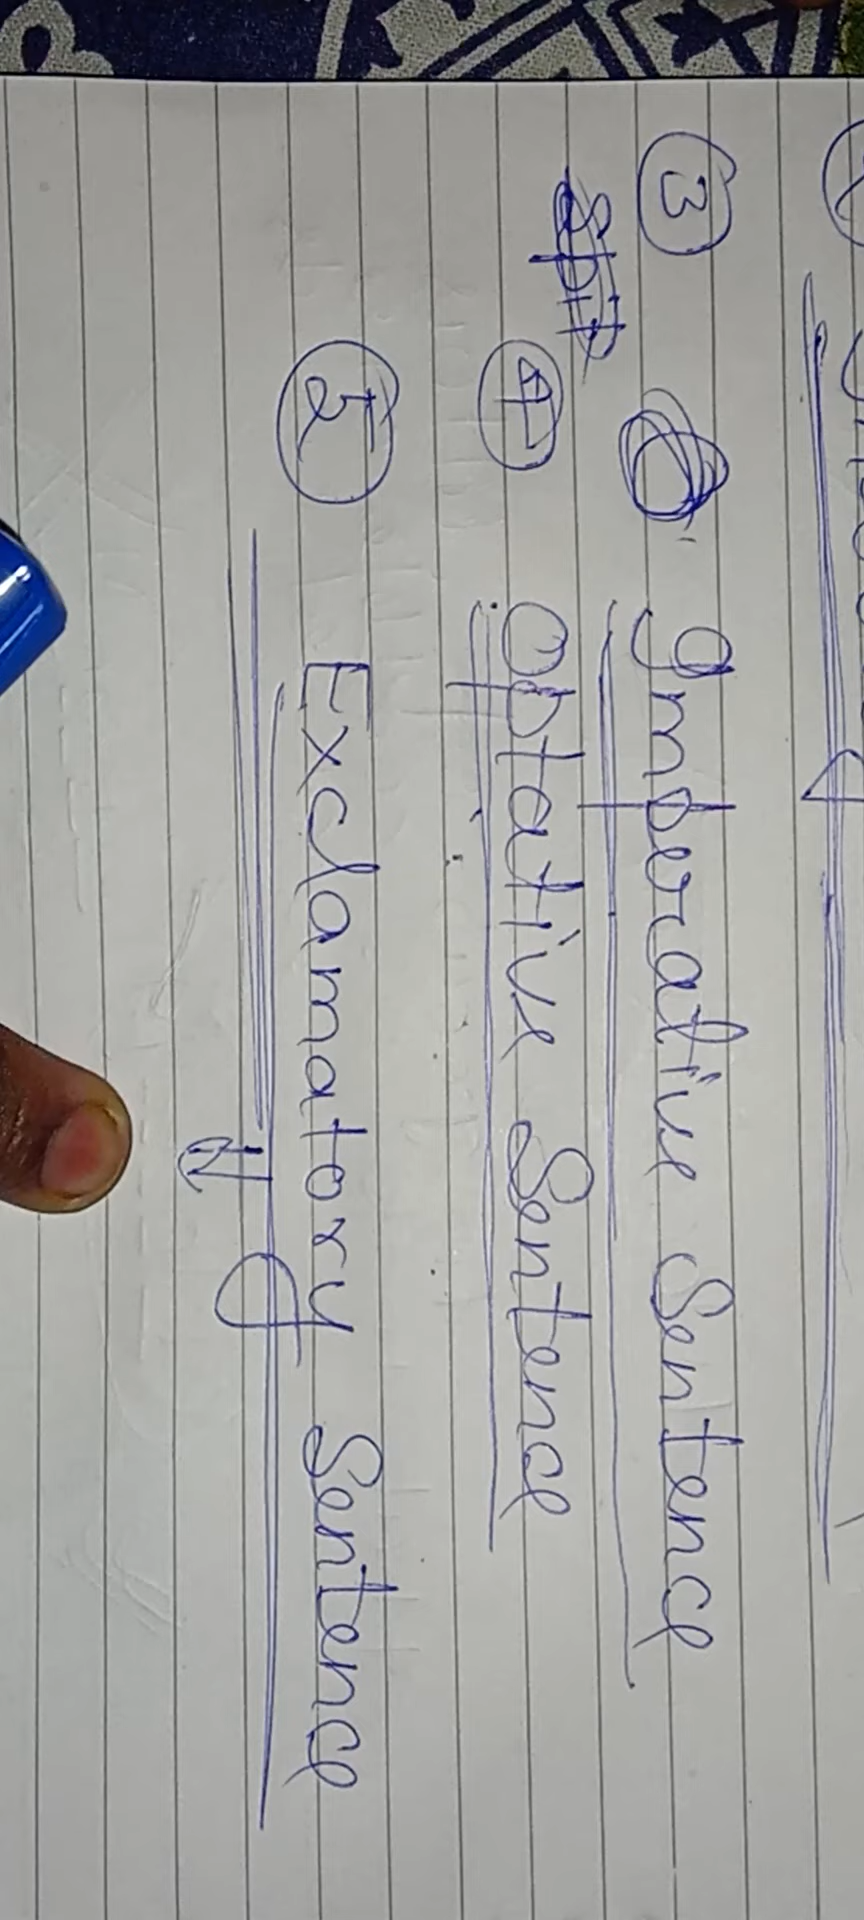 ③ Imperative Sentence
④ Optative Sentence
⑤ Exclamatory Sentence